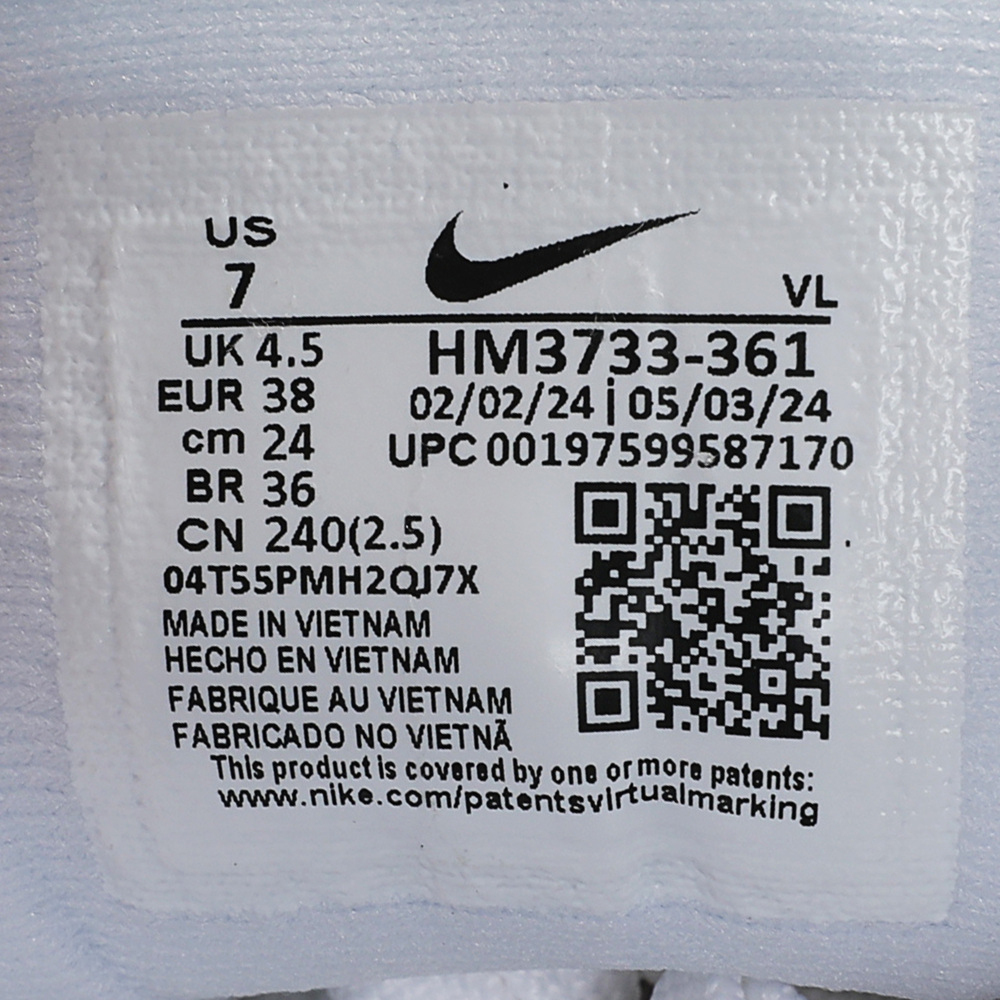 US
7
VL
UK 4.5
HM3733-361
EUR 38
02/02/24 | 05/03/24
cm 24
UPC 00197599587170
BR 36
CN 240(2.5)
04T55PMH2QJ7X
MADE IN VIETNAM
HECHO EN VIETNAM
FABRIQUE AU VIETNAM
FABRICADO NO VIETNÃ
This product is covered by one or more patents:
www.nike.com/patentsvirtualmarking